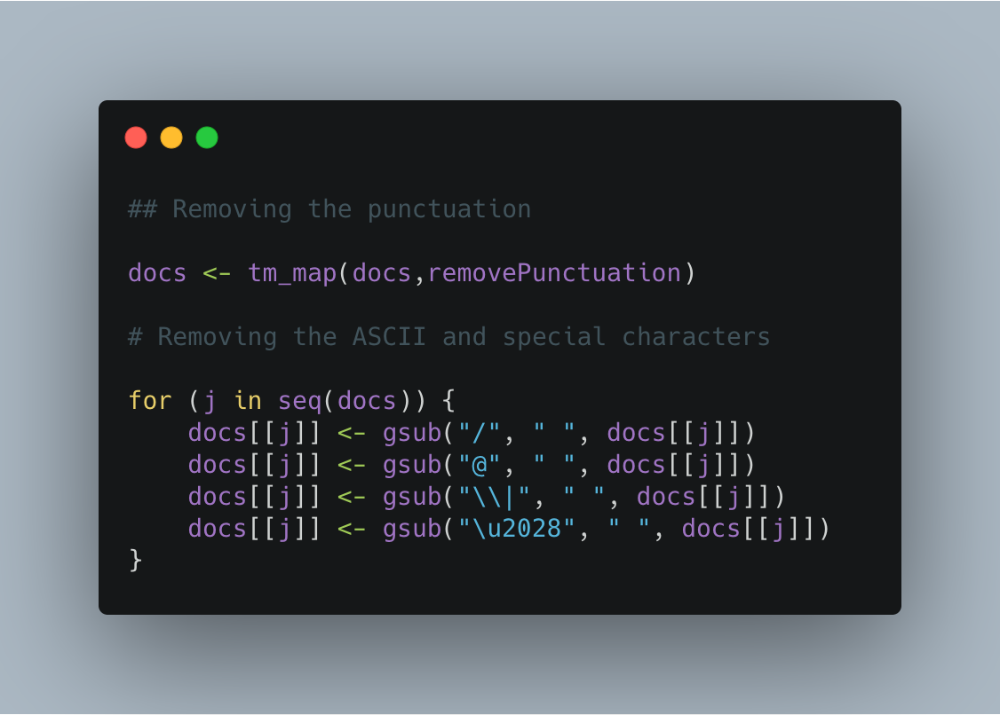 ## Removing the punctuation
docs <- tm_map(docs,removePunctuation)
# Removing the ASCII and special characters
for (j in seq(docs)) {
    docs[[j]] <- gsub("/", " ", docs[[j]])
    docs[[j]] <- gsub("@", " ", docs[[j]])
    docs[[j]] <- gsub("\\|", " ", docs[[j]])
    docs[[j]] <- gsub("\u2028", " ", docs[[j]])
}